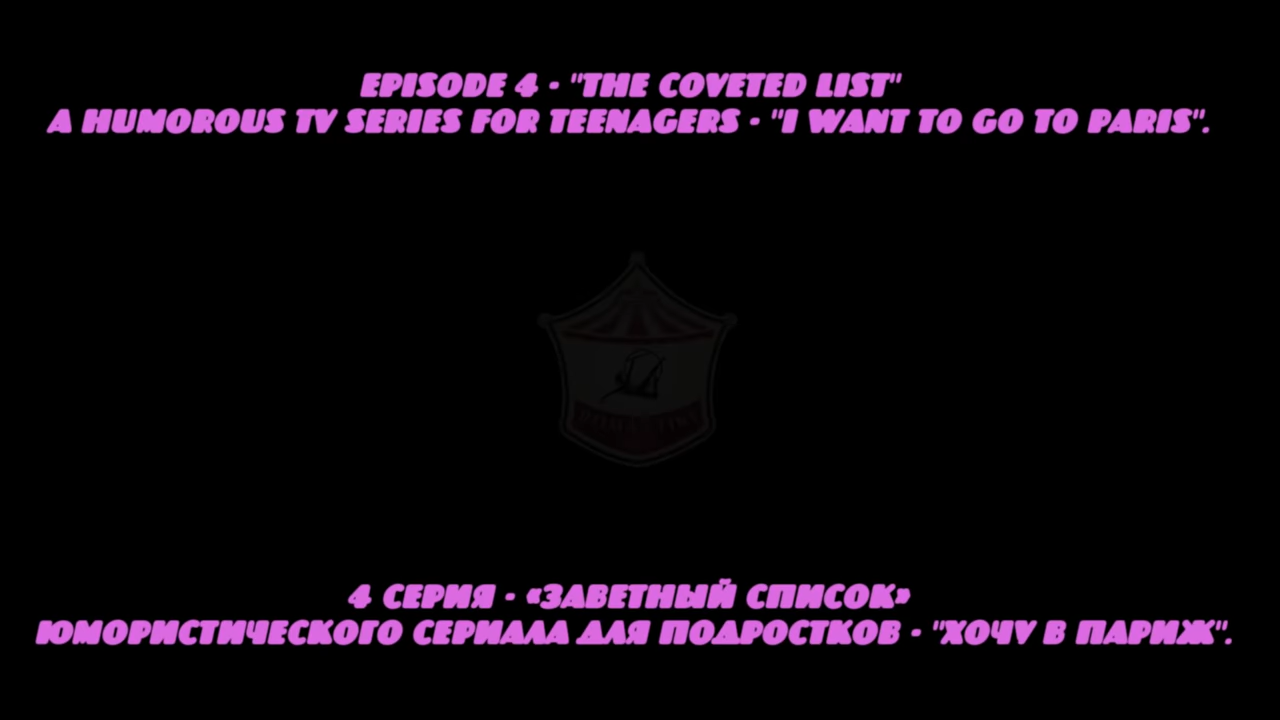 EPISODE 4 - "THE COVETED LIST"
A HUMOROUS TV SERIES FOR TEENAGERS - "I WANT TO GO TO PARIS".
4 СЕРИЯ - «ЗАВЕТНЫЙ СПИСОК»
ЮМОРИСТИЧЕСКОГО СЕРИАЛА ДЛЯ ПОДРОСТКОВ - "ХОЧУ В ПАРИЖ".